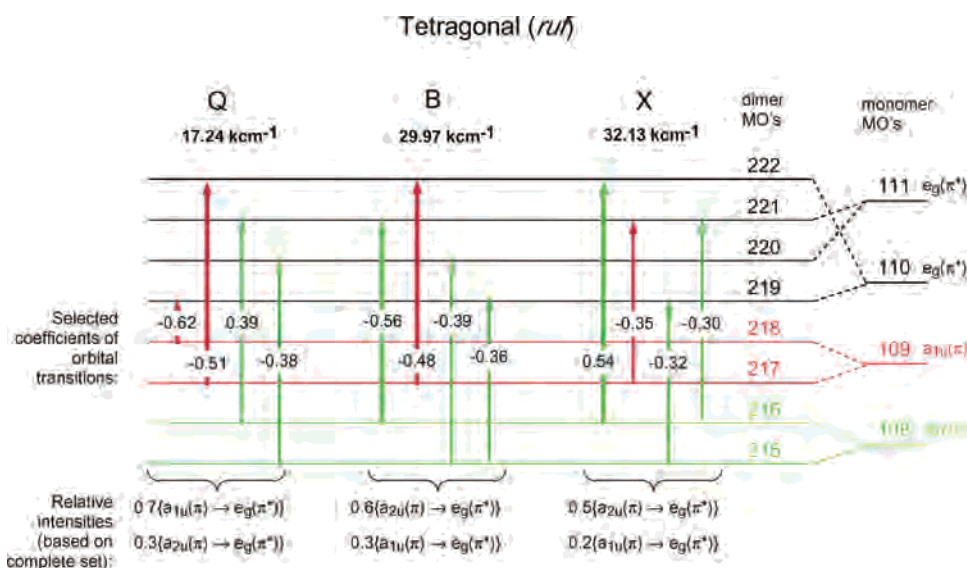 Tetragonal (ruf)
Q B X dimer MO's monomer MO's
17.24 kcm-1 29.97 kcm-1 32.13 kcm-1
222
111 eg(π*)
221
220
110 eg(π*)
219
Selected coefficients of orbital transitions:
-0.62 0.39 -0.56 -0.39 -0.35 -0.30
218
109 a1u(π)
-0.51 -0.38 -0.48 -0.36 0.54 -0.32
217
216
108
215
Relative intensities (based on complete set):
0.7{a1u(π) → eg(π*)} 0.6{a2u(π) → eg(π*)} 0.5{a2u(π) → eg(π*)}
0.3{a2u(π) → eg(π*)} 0.3{a1u(π) → eg(π*)} 0.2{a1u(π) → eg(π*)}